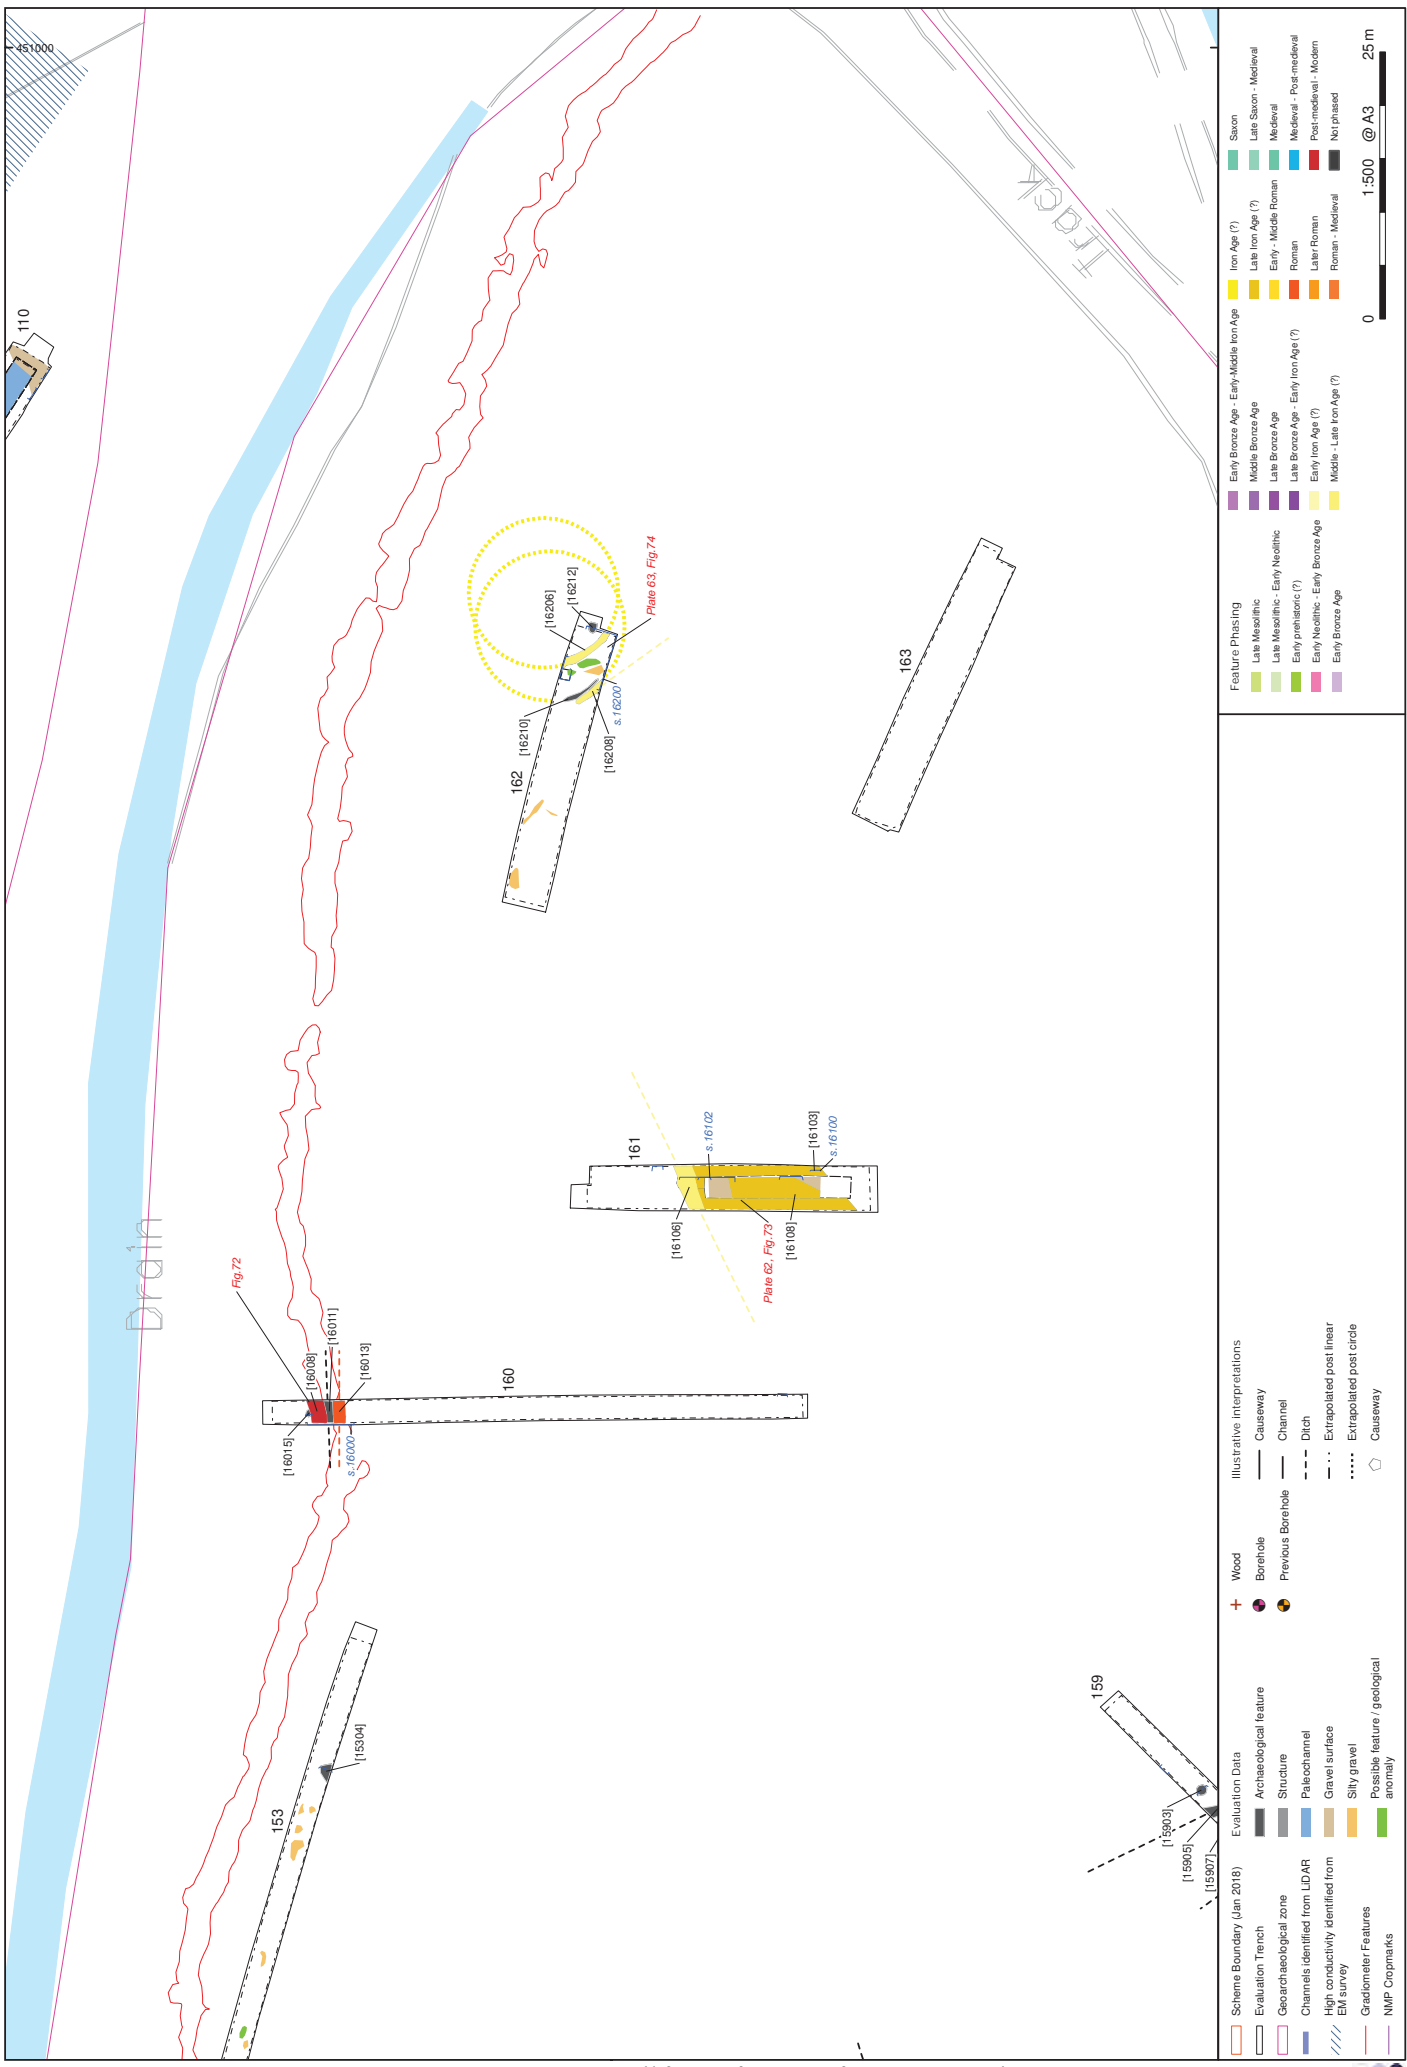 451000
110
Drain
Track
Fig.72
[16008]
[16011]
[16013]
[16015]
s.16000
160
161
s.16102
[16103]
s.16100
[16106]
[16108]
Plate 62, Fig.73
162
[16206]
[16212]
Plate 63, Fig.74
[16210]
[16208]
s.16200
163
153
[15304]
159
[15903]
[15905]
[15907]
Scheme Boundary (Jan 2018)
Evaluation Trench
Geoarchaeological zone
Channels identified from LiDAR
High conductivity identified from
EM survey
Gradiometer Features
NMP Cropmarks
Evaluation Data
Archaeological feature
Structure
Paleochannel
Gravel surface
Silty gravel
Possible feature / geological
anomaly
Wood
Borehole
Previous Borehole
Illustrative interpretations
Causeway
Channel
Ditch
Extrapolated post linear
Extrapolated post circle
Causeway
Feature Phasing
Late Mesolithic
Late Mesolithic - Early Neolithic
Early prehistoric (?)
Early Neolithic - Early Bronze Age
Early Bronze Age
Early Bronze Age - Early-Middle Iron Age
Middle Bronze Age
Late Bronze Age
Late Bronze Age - Early Iron Age (?)
Early Iron Age (?)
Middle - Late Iron Age (?)
Iron Age (?)
Late Iron Age (?)
Early - Middle Roman
Roman
Later Roman
Roman - Medieval
Saxon
Late Saxon - Medieval
Medieval
Medieval - Post-medieval
Post-medieval - Modern
Not phased
0
1:500 @ A3
25 m